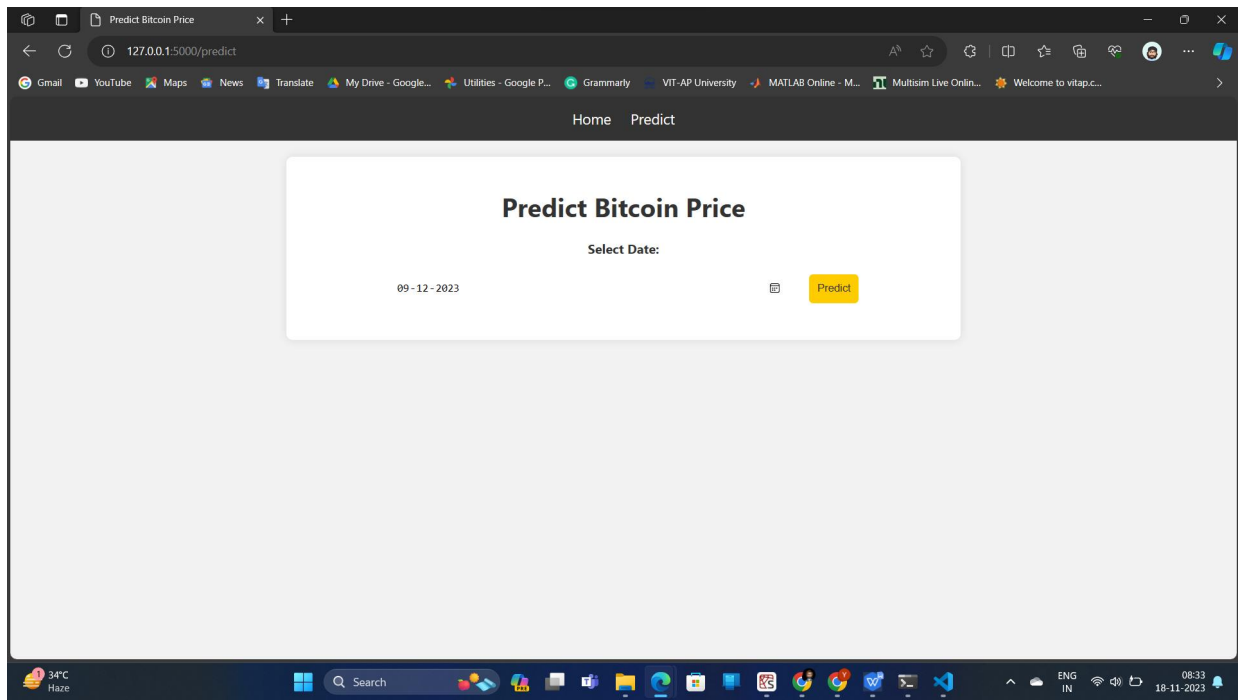 Predict Bitcoin Price
127.0.0.1:5000/predict
Gmail YouTube Maps News Translate My Drive - Google... Utilities - Google P... Grammarly VIT-AP University MATLAB Online - M... Multisim Live Onlin... Welcome to vitap.c...
Home Predict
Predict Bitcoin Price
Select Date:
09-12-2023 Predict
34°C
Haze
Search
ENG
IN
08:33
18-11-2023